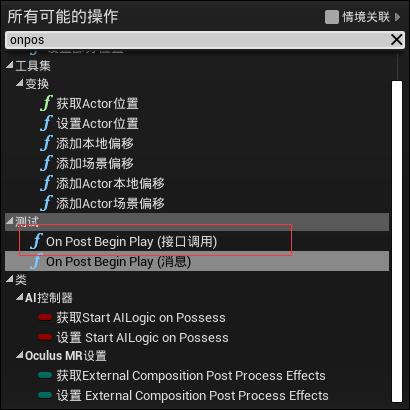 所有可能的操作
情境关联
onpos
工具集
变换
获取Actor位置
设置Actor位置
添加本地偏移
添加场景偏移
添加Actor本地偏移
添加Actor场景偏移
测试
On Post Begin Play (接口调用)
On Post Begin Play (消息)
类
AI控制器
获取Start AILogic on Possess
设置 Start AILogic on Possess
Oculus MR设置
获取External Composition Post Process Effects
设置 External Composition Post Process Effects